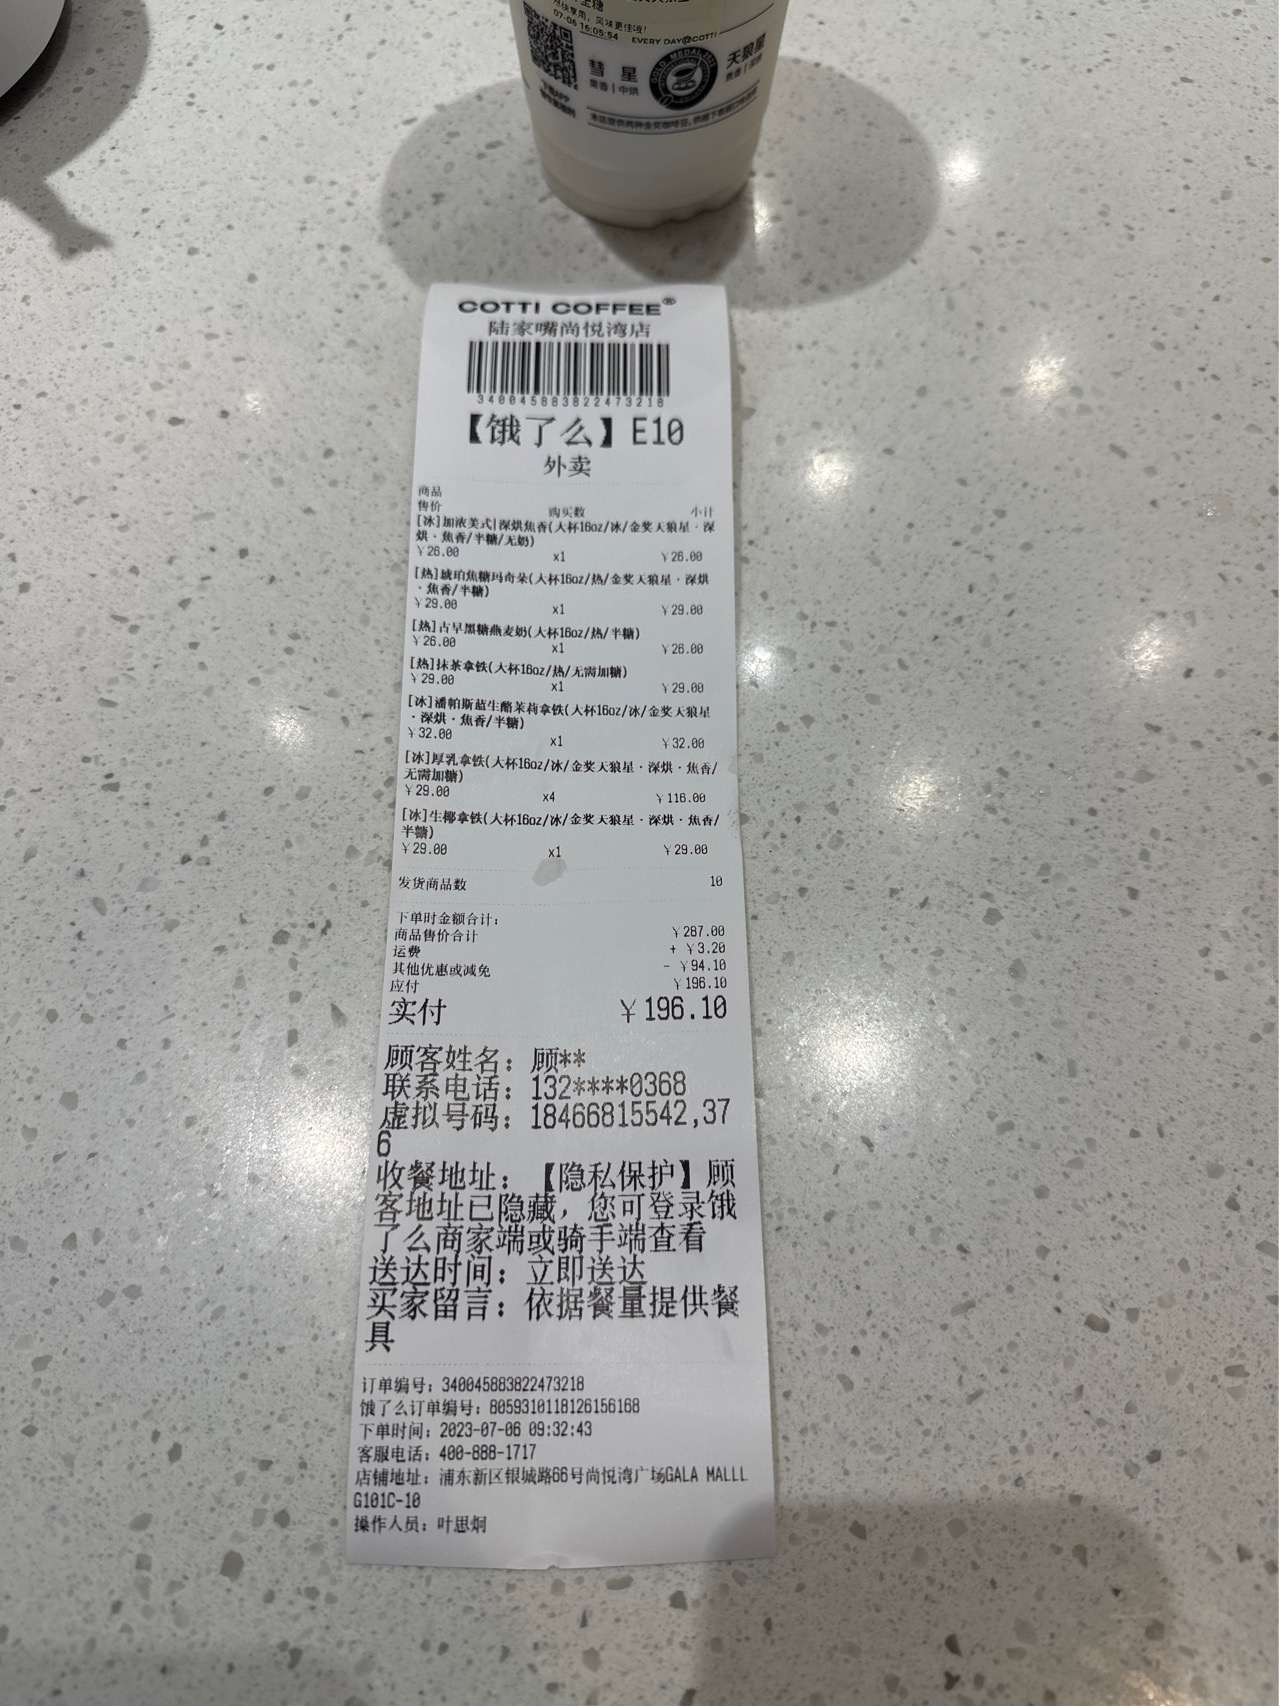 07-06 16:05:54 EVERY DAY@COTTI
彗星
果香 | 中烘
GOLD MEDAL
天狼星
COTTI COFFEE®
陆家嘴尚悦湾店
340045883822473218
【饿了么】E10
外卖
商品
售价 购买数 小计
[冰]加浓美式|深烘焦香(大杯16oz/冰/金奖天狼星·深
烘·焦香/半糖/无奶)
￥26.00 x1 ￥26.00
[热]琥珀焦糖玛奇朵(大杯16oz/热/金奖天狼星·深烘
·焦香/半糖)
￥29.00 x1 ￥29.00
[热]古早黑糖燕麦奶(大杯16oz/热/半糖)
￥26.00 x1 ￥26.00
[热]抹茶拿铁(大杯16oz/热/无需加糖)
￥29.00 x1 ￥29.00
[冰]潘帕斯蓝生酪茉莉拿铁(大杯16oz/冰/金奖天狼星
·深烘·焦香/半糖)
￥32.00 x1 ￥32.00
[冰]厚乳拿铁(大杯16oz/冰/金奖天狼星·深烘·焦香/
无需加糖)
￥29.00 x4 ￥116.00
[冰]生椰拿铁(大杯16oz/冰/金奖天狼星·深烘·焦香/
半糖)
￥29.00 x1 ￥29.00
发货商品数 10
下单时金额合计:
商品售价合计 ￥287.00
运费 + ￥3.20
其他优惠或减免 - ￥94.10
应付 ￥196.10
实付 ￥196.10
顾客姓名: 顾**
联系电话: 132****0368
虚拟号码: 18466815542,37
6
收餐地址: 【隐私保护】顾
客地址已隐藏，您可登录饿
了么商家端或骑手端查看
送达时间: 立即送达
买家留言: 依据餐量提供餐
具
订单编号: 340045883822473218
饿了么订单编号: 8059310118126156168
下单时间: 2023-07-06 09:32:43
客服电话: 400-888-1717
店铺地址: 浦东新区银城路66号尚悦湾广场GALA MALLL
G101C-10
操作人员: 叶思炯